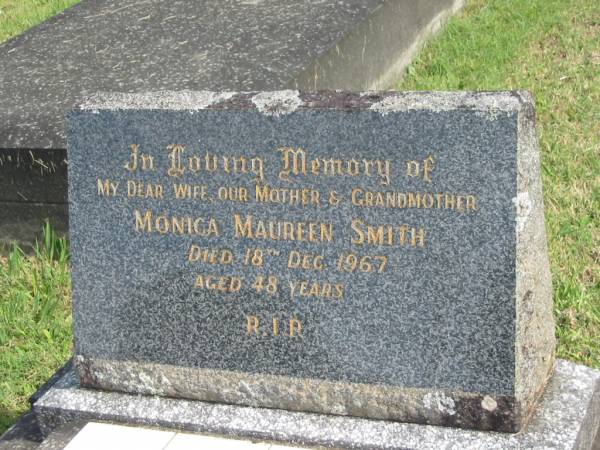 In Loving Memory of
MY DEAR WIFE, OUR MOTHER & GRANDMOTHER
MONICA MAUREEN SMITH
DIED 18TH DEC. 1967
AGED 48 YEARS
R.I.P.